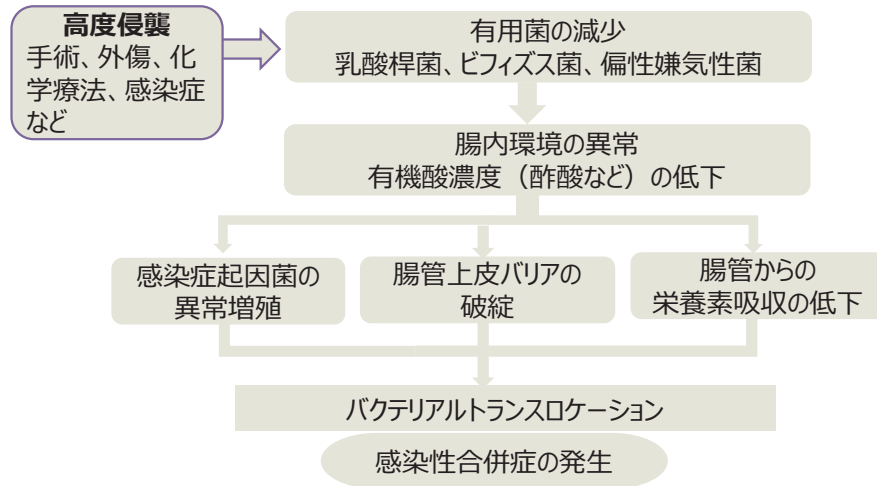 高度侵襲
手術、外傷、化
学療法、感染症
など
有用菌の減少
乳酸桿菌、ビフィズス菌、偏性嫌気性菌
腸内環境の異常
有機酸濃度（酢酸など）の低下
感染症起因菌の
異常増殖
腸管上皮バリアの
破綻
腸管からの
栄養素吸収の低下
バクテリアルトランスロケーション
感染性合併症の発生